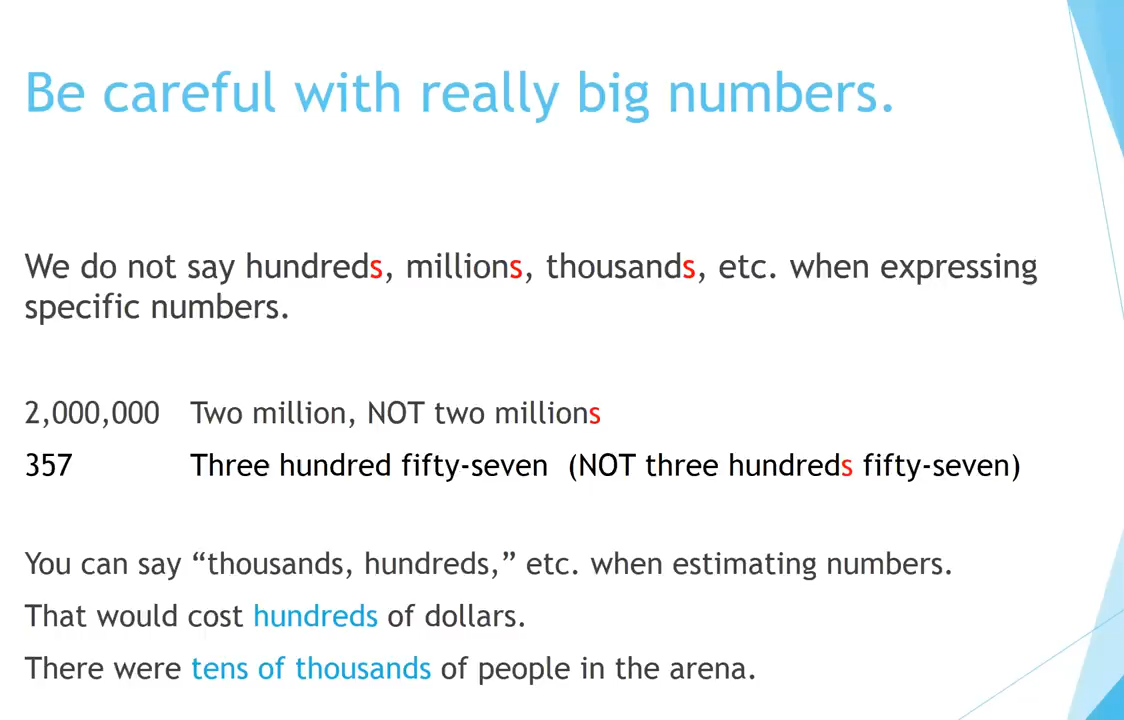 Be careful with really big numbers.
We do not say hundreds, millions, thousands, etc. when expressing
specific numbers.
2,000,000 Two million, NOT two millions
357 Three hundred fifty-seven (NOT three hundreds fifty-seven)
You can say “thousands, hundreds,” etc. when estimating numbers.
That would cost hundreds of dollars.
There were tens of thousands of people in the arena.